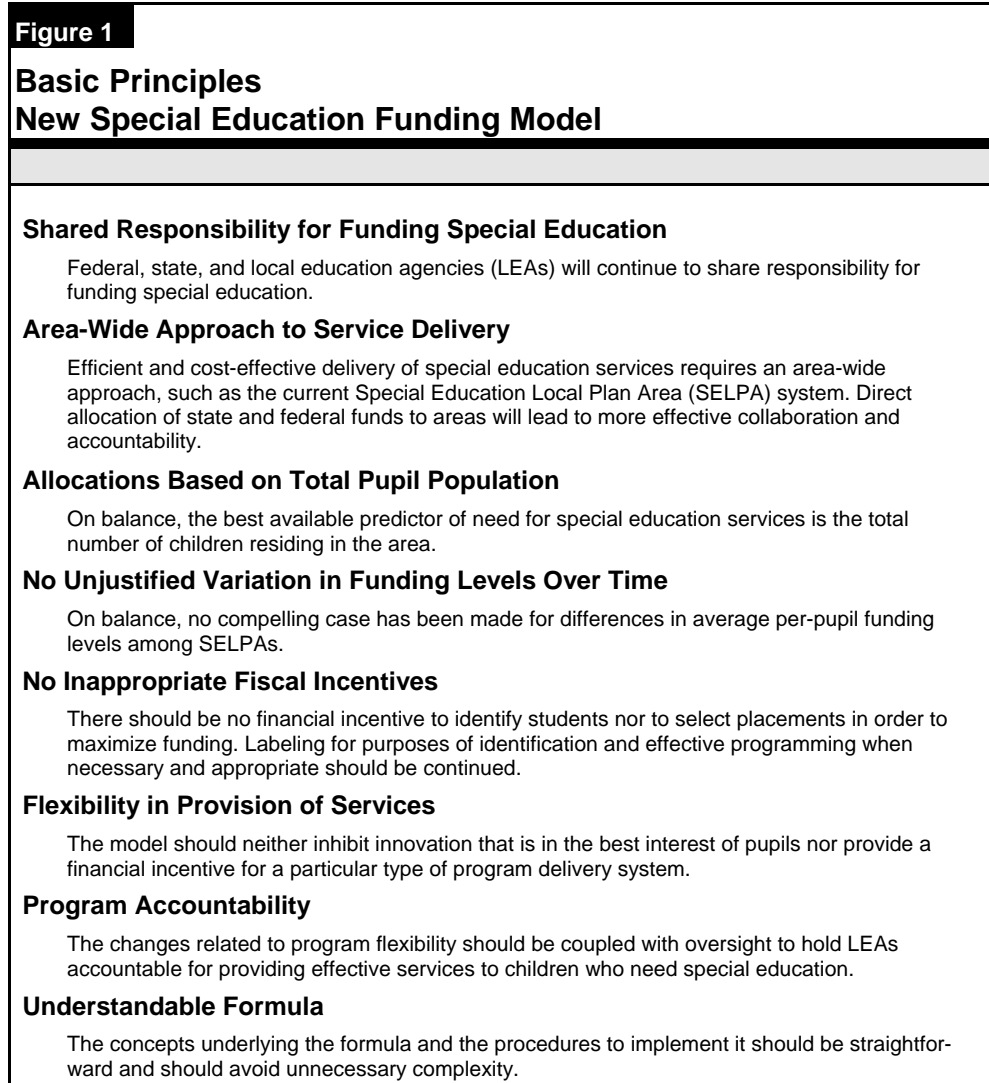 Figure 1
Basic Principles
New Special Education Funding Model
Shared Responsibility for Funding Special Education
Federal, state, and local education agencies (LEAs) will continue to share responsibility for
funding special education.
Area-Wide Approach to Service Delivery
Efficient and cost-effective delivery of special education services requires an area-wide
approach, such as the current Special Education Local Plan Area (SELPA) system. Direct
allocation of state and federal funds to areas will lead to more effective collaboration and
accountability.
Allocations Based on Total Pupil Population
On balance, the best available predictor of need for special education services is the total
number of children residing in the area.
No Unjustified Variation in Funding Levels Over Time
On balance, no compelling case has been made for differences in average per-pupil funding
levels among SELPAs.
No Inappropriate Fiscal Incentives
There should be no financial incentive to identify students nor to select placements in order to
maximize funding. Labeling for purposes of identification and effective programming when
necessary and appropriate should be continued.
Flexibility in Provision of Services
The model should neither inhibit innovation that is in the best interest of pupils nor provide a
financial incentive for a particular type of program delivery system.
Program Accountability
The changes related to program flexibility should be coupled with oversight to hold LEAs
accountable for providing effective services to children who need special education.
Understandable Formula
The concepts underlying the formula and the procedures to implement it should be straightfor-
ward and should avoid unnecessary complexity.